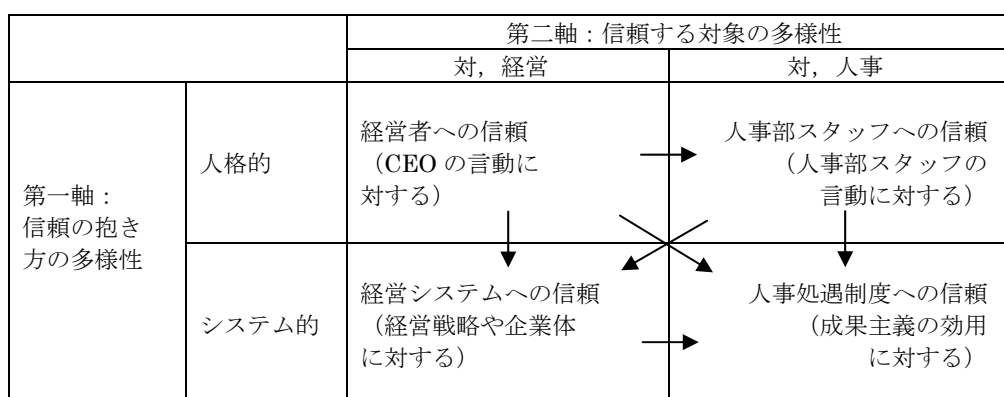 第二軸：信頼する対象の多様性
対，経営
対，人事
第一軸：
信頼の抱き
方の多様性
人格的
経営者への信頼
（CEO の言動に
対する）
人事部スタッフへの信頼
（人事部スタッフの
言動に対する）
システム的
経営システムへの信頼
（経営戦略や企業体
に対する）
人事処遇制度への信頼
（成果主義の効用
に対する）